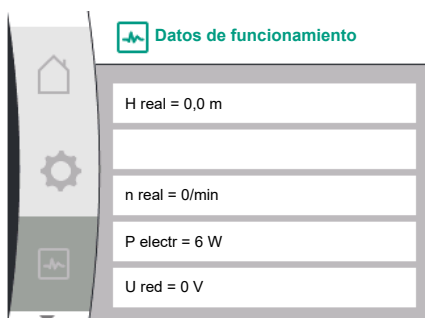 Datos de funcionamiento
H real = 0,0 m
n real = 0/min
P electr = 6 W
U red = 0 V